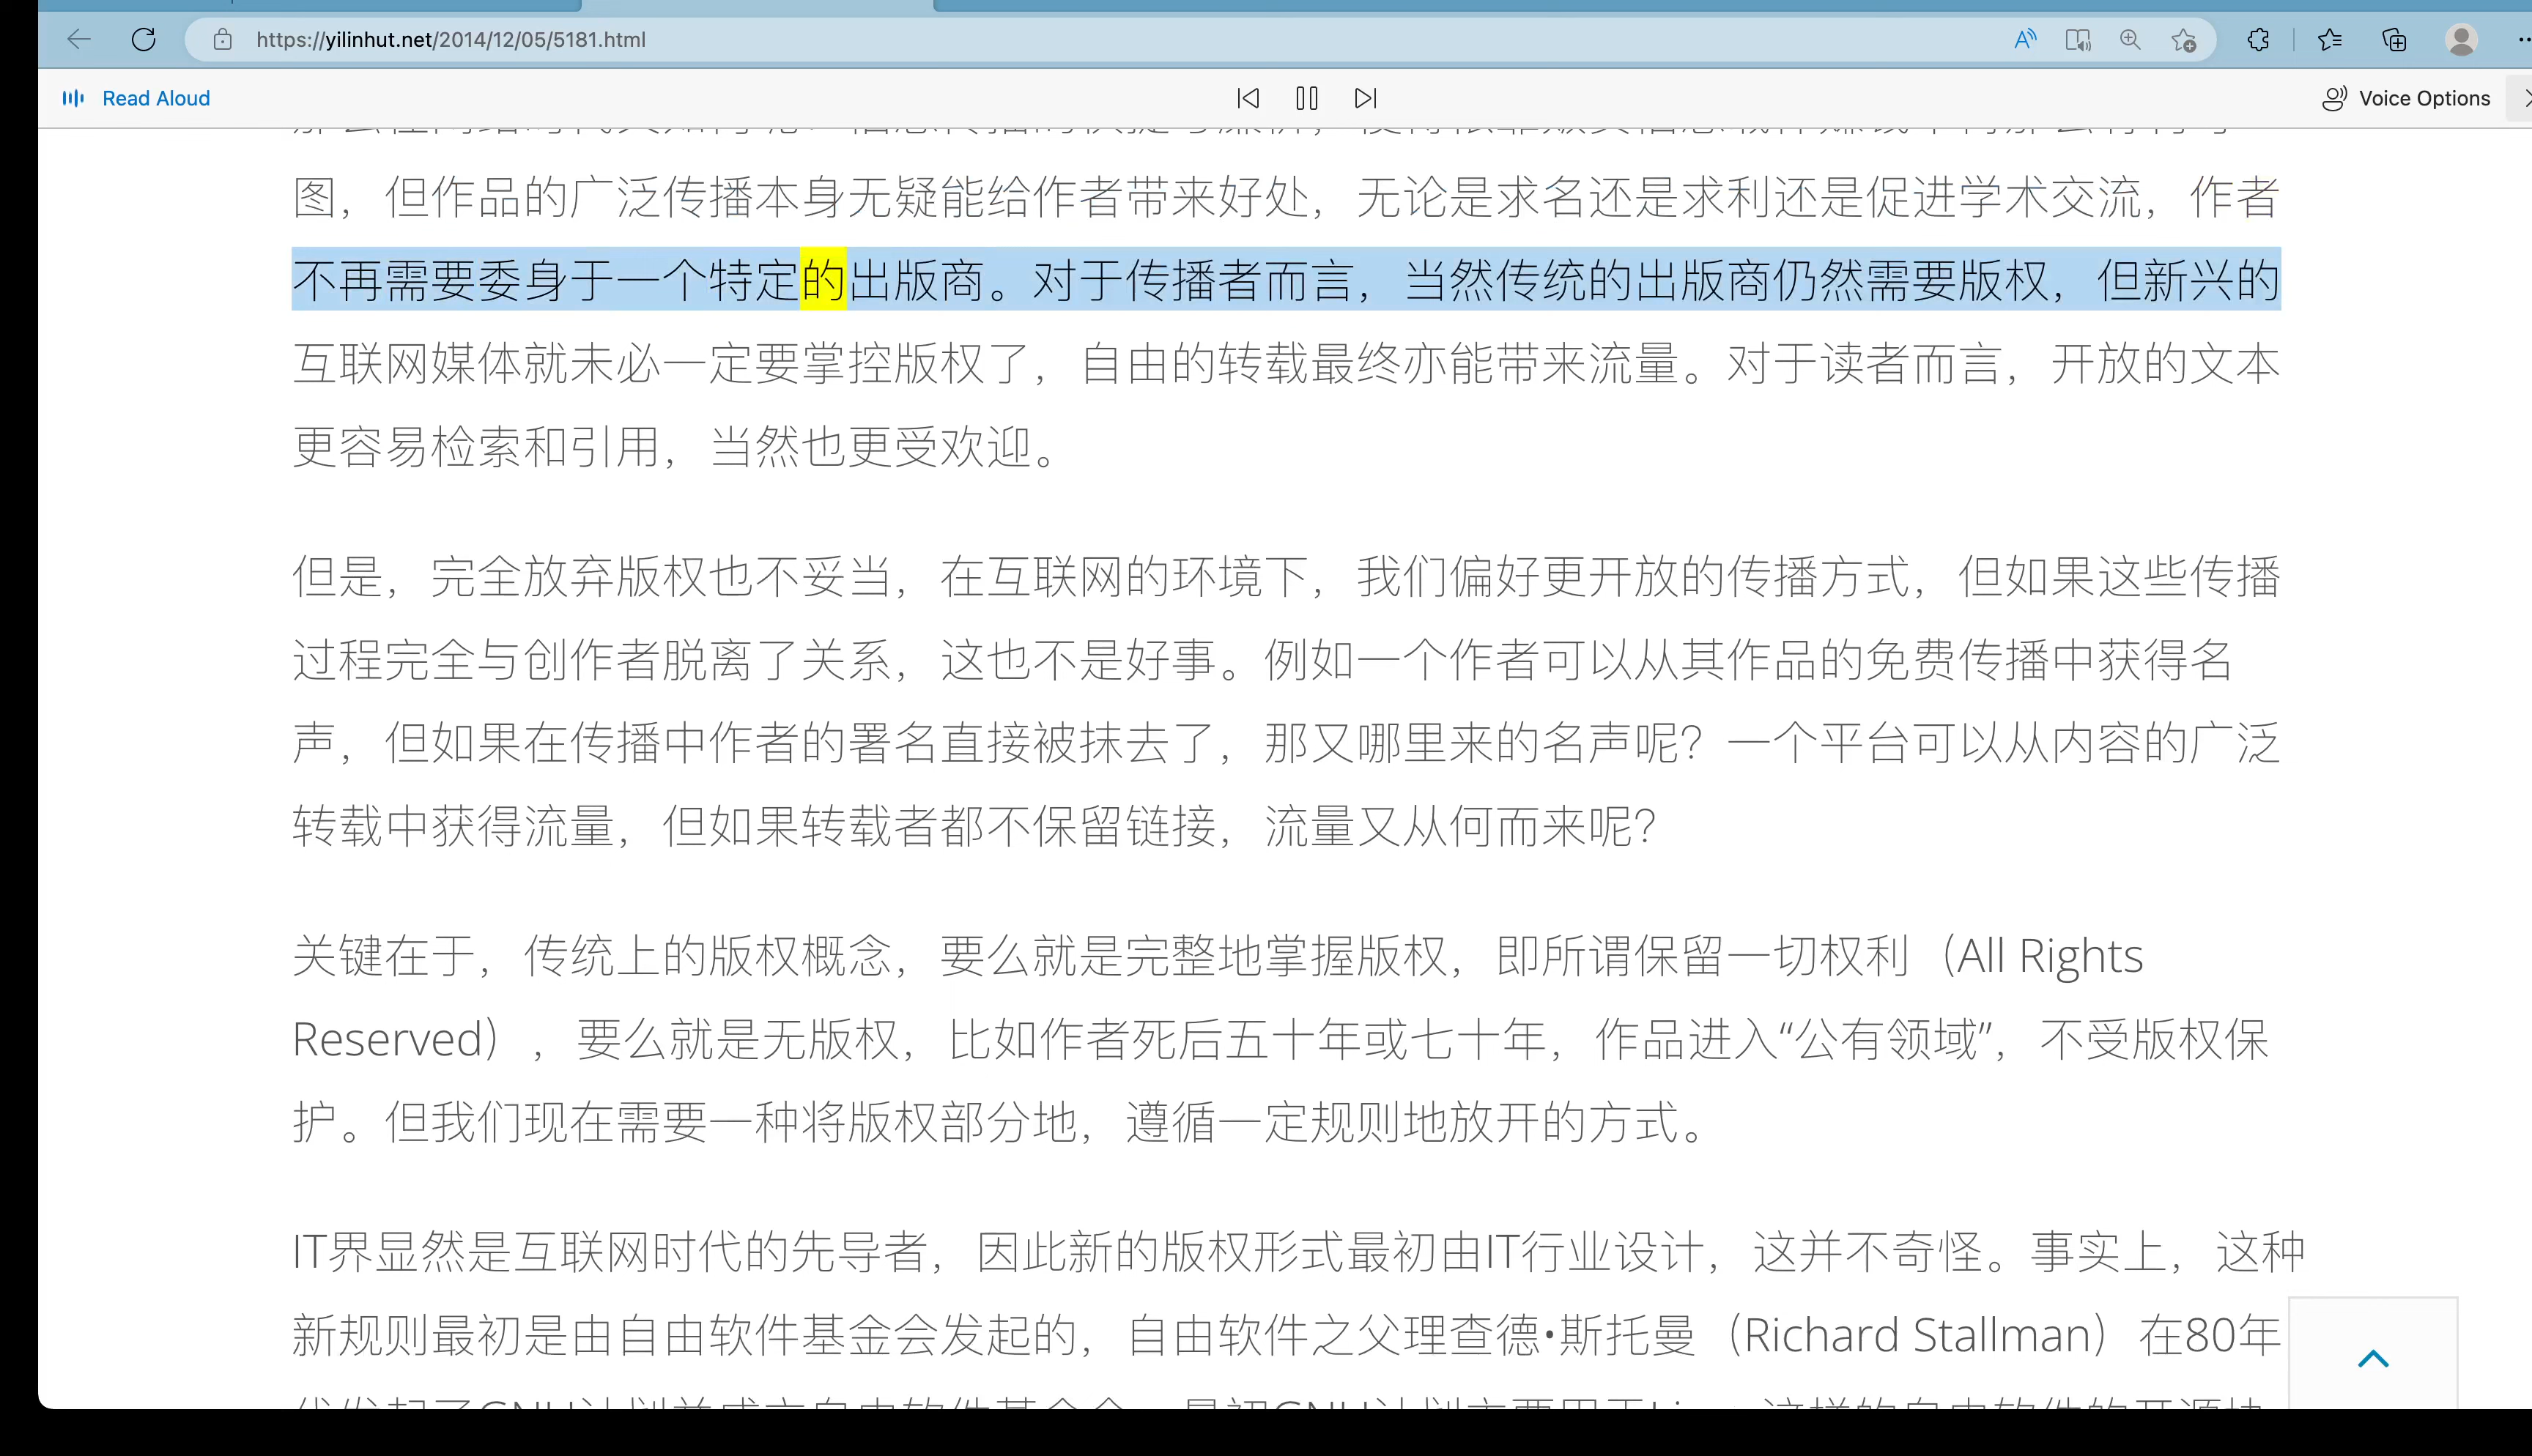 https://yilinhut.net/2014/12/05/5181.html
Read Aloud
Voice Options
图，但作品的广泛传播本身无疑能给作者带来好处，无论是求名还是求利还是促进学术交流，作者
不再需要委身于一个特定的出版商。对于传播者而言，当然传统的出版商仍然需要版权，但新兴的
互联网媒体就未必一定要掌控版权了，自由的转载最终亦能带来流量。对于读者而言，开放的文本
更容易检索和引用，当然也更受欢迎。
但是，完全放弃版权也不妥当，在互联网的环境下，我们偏好更开放的传播方式，但如果这些传播
过程完全与创作者脱离了关系，这也不是好事。例如一个作者可以从其作品的免费传播中获得名
声，但如果在传播中作者的署名直接被抹去了，那又哪里来的名声呢？一个平台可以从内容的广泛
转载中获得流量，但如果转载者都不保留链接，流量又从何而来呢？
关键在于，传统上的版权概念，要么就是完整地掌握版权，即所谓保留一切权利（All Rights
Reserved），要么就是无版权，比如作者死后五十年或七十年，作品进入“公有领域”，不受版权保
护。但我们现在需要一种将版权部分地，遵循一定规则地放开的方式。
IT界显然是互联网时代的先导者，因此新的版权形式最初由IT行业设计，这并不奇怪。事实上，这种
新规则最初是由自由软件基金会发起的，自由软件之父理查德•斯托曼（Richard Stallman）在80年